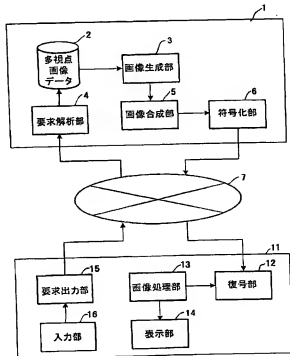 1
2
多視点
画像
データ
3
画像生成部
4
要求解析部
5
画像合成部
6
符号化部
7
11
15
要求出力部
13
画像処理部
12
復号部
16
入力部
14
表示部